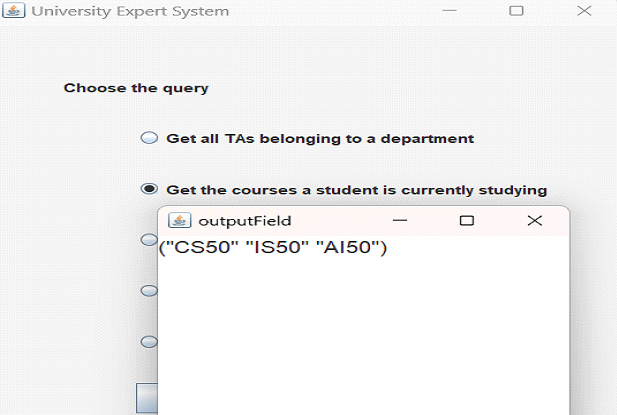 University Expert System
Choose the query
Get all TAs belonging to a department
Get the courses a student is currently studying
outputField
("CS50" "IS50" "AI50")